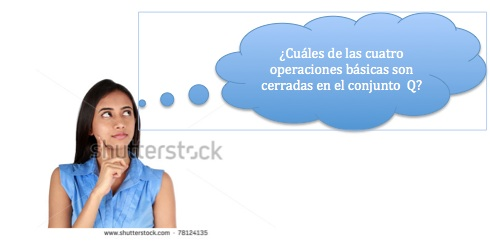 ¿Cuáles de las cuatro
operaciones básicas son
cerradas en el conjunto Q?
shutterstock
www.shutterstock.com · 78124135